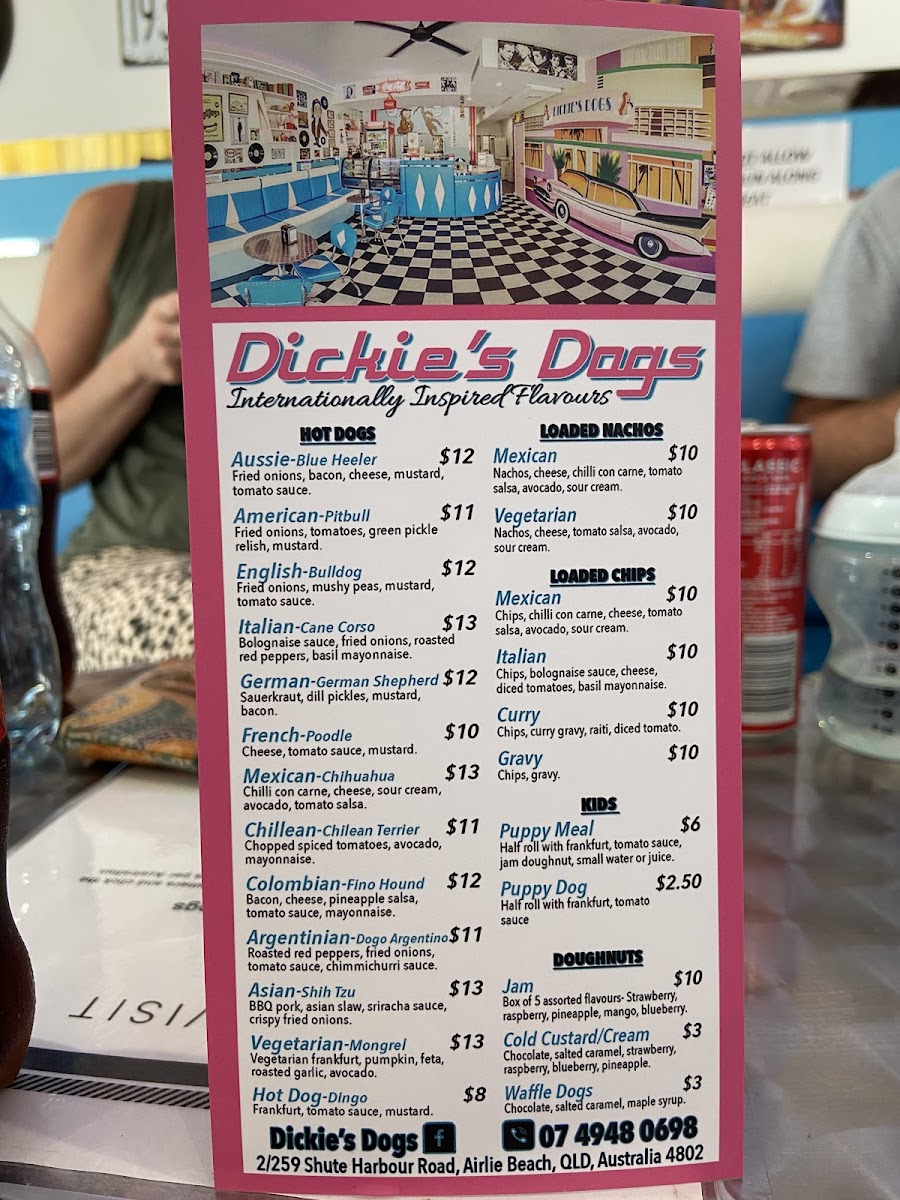 DICKIE'S DOGS
Dickie's Dogs
Internationally Inspired Flavours
HOT DOGS
Aussie-Blue Heeler $12
Fried onions, bacon, cheese, mustard,
tomato sauce.
American-Pitbull $11
Fried onions, tomatoes, green pickle
relish, mustard.
English-Bulldog $12
Fried onions, mushy peas, mustard,
tomato sauce.
Italian-Cane Corso $13
Bolognaise sauce, fried onions, roasted
red peppers, basil mayonnaise.
German-German Shepherd $12
Sauerkraut, dill pickles, mustard,
bacon.
French-Poodle $10
Cheese, tomato sauce, mustard.
Mexican-Chihuahua $13
Chilli con carne, cheese, sour cream,
avocado, tomato salsa.
Chillean-Chilean Terrier $11
Chopped spiced tomatoes, avocado,
mayonnaise.
Colombian-Fino Hound $12
Bacon, cheese, pineapple salsa,
tomato sauce, mayonnaise.
Argentinian-Dogo Argentino $11
Roasted red peppers, fried onions,
tomato sauce, chimmichurri sauce.
Asian-Shih Tzu $13
BBQ pork, asian slaw, sriracha sauce,
crispy fried onions.
Vegetarian-Mongrel $13
Vegetarian frankfurt, pumpkin, feta,
roasted garlic, avocado.
Hot Dog-Dingo $8
Frankfurt, tomato sauce, mustard.
LOADED NACHOS
Mexican $10
Nachos, cheese, chilli con carne, tomato
salsa, avocado, sour cream.
Vegetarian $10
Nachos, cheese, tomato salsa, avocado,
sour cream.
LOADED CHIPS
Mexican $10
Chips, chilli con carne, cheese, tomato
salsa, avocado, sour cream.
Italian $10
Chips, bolognaise sauce, cheese,
diced tomatoes, basil mayonnaise.
Curry $10
Chips, curry gravy, raiti, diced tomato.
Gravy $10
Chips, gravy.
KIDS
Puppy Meal $6
Half roll with frankfurt, tomato sauce,
jam doughnut, small water or juice.
Puppy Dog $2.50
Half roll with frankfurt, tomato
sauce
DOUGHNUTS
Jam $10
Box of 5 assorted flavours- Strawberry,
raspberry, pineapple, mango, blueberry.
Cold Custard/Cream $3
Chocolate, salted caramel, strawberry,
raspberry, blueberry, pineapple.
Waffle Dogs $3
Chocolate, salted caramel, maple syrup.
Dickie's Dogs
07 4948 0698
2/259 Shute Harbour Road, Airlie Beach, QLD, Australia 4802
VISIT